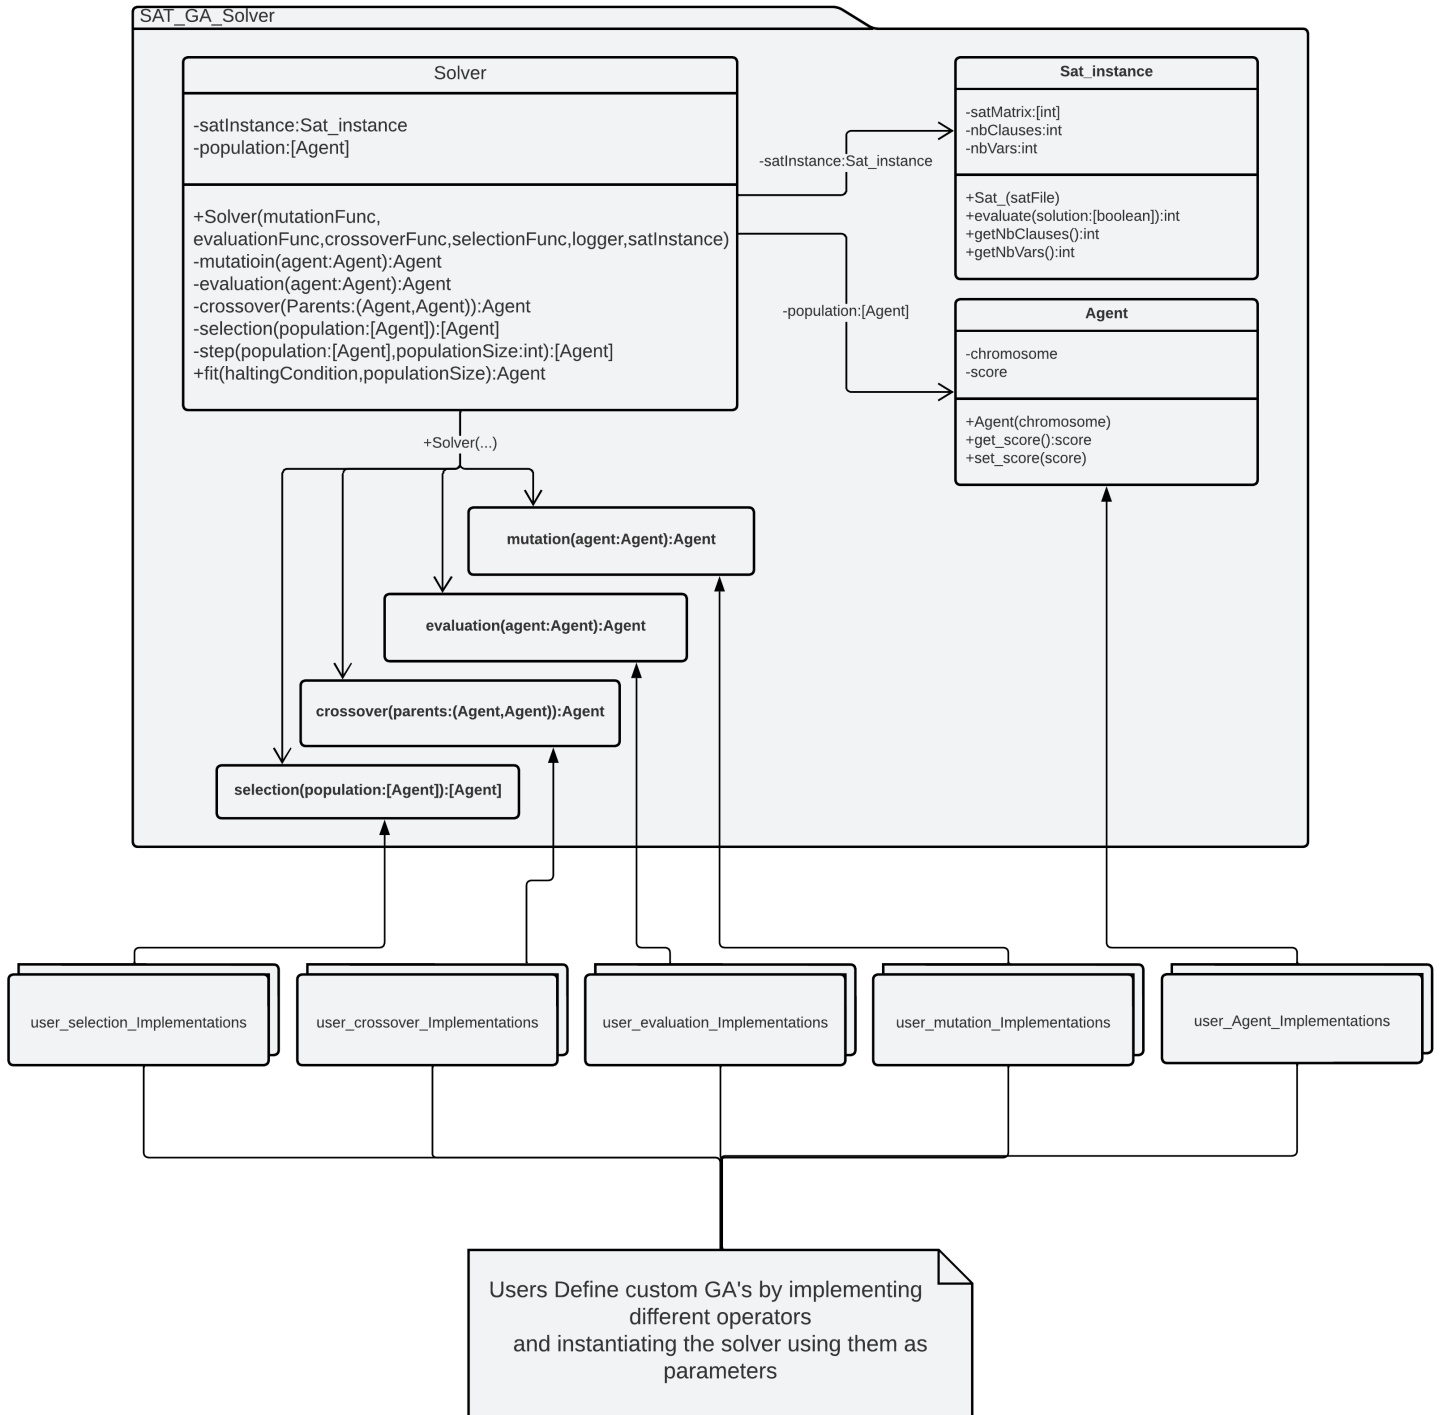 SAT_GA_Solver
Solver
-satInstance:Sat_instance
-population:[Agent]
+Solver(mutationFunc,
evaluationFunc,crossoverFunc,selectionFunc,logger,satInstance)
-mutatioin(agent:Agent):Agent
-evaluation(agent:Agent):Agent
-crossover(Parents:(Agent,Agent)):Agent
-selection(population:[Agent]):[Agent]
-step(population:[Agent],populationSize:int):[Agent]
+fit(haltingCondition,populationSize):Agent
-satInstance:Sat_instance
-population:[Agent]
Sat_instance
-satMatrix:[int]
-nbClauses:int
-nbVars:int
+Sat_(satFile)
+evaluate(solution:[boolean]):int
+getNbClauses():int
+getNbVars():int
Agent
-chromosome
-score
+Agent(chromosome)
+get_score():score
+set_score(score)
+Solver(...)
mutation(agent:Agent):Agent
evaluation(agent:Agent):Agent
crossover(parents:(Agent,Agent)):Agent
selection(population:[Agent]):[Agent]
user_selection_Implementations
user_crossover_Implementations
user_evaluation_Implementations
user_mutation_Implementations
user_Agent_Implementations
Users Define custom GA's by implementing
different operators
and instantiating the solver using them as
parameters